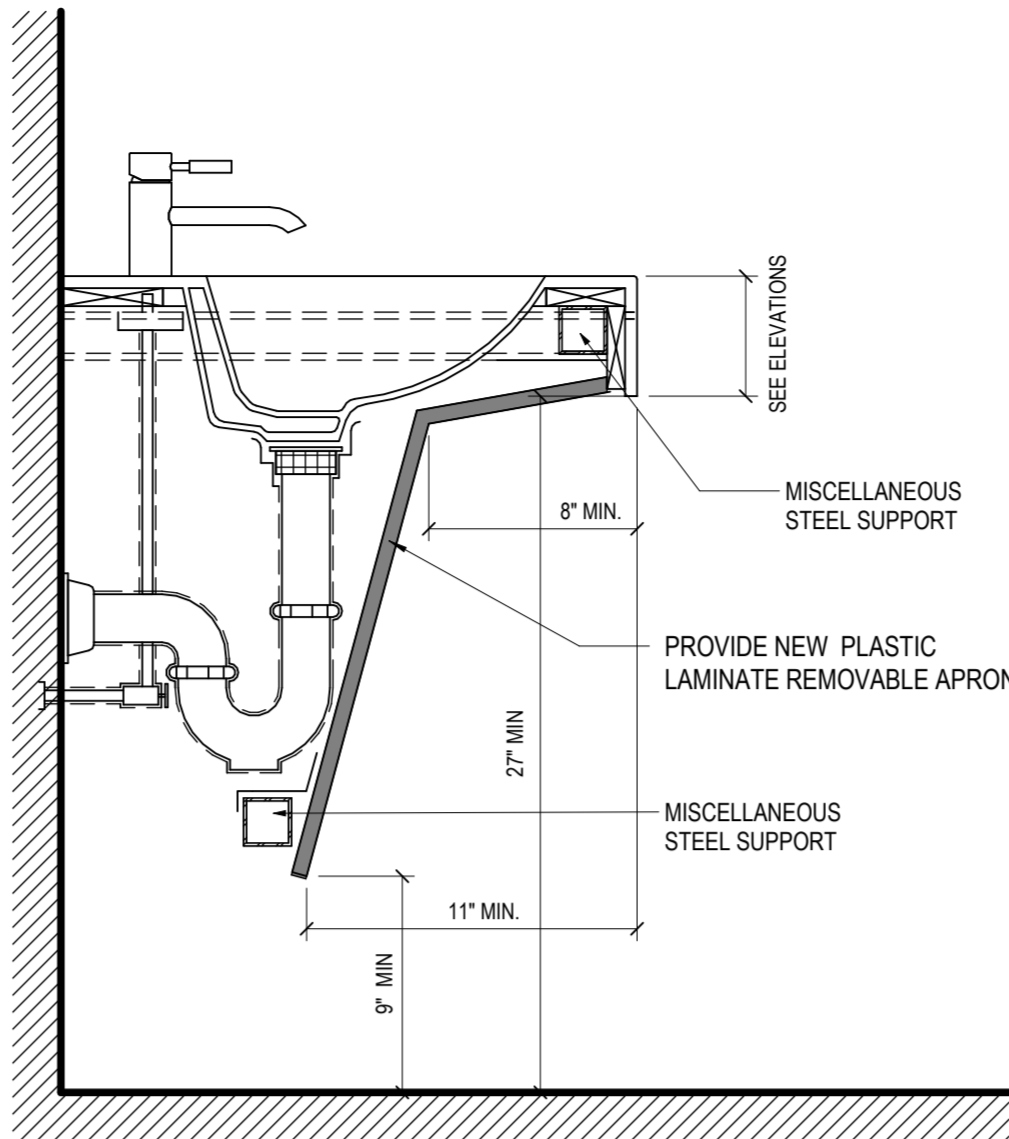 SEE ELEVATIONS
MISCELLANEOUS
STEEL SUPPORT
8" MIN.
PROVIDE NEW PLASTIC
LAMINATE REMOVABLE APRON
27" MIN
MISCELLANEOUS
STEEL SUPPORT
11" MIN.
9" MIN